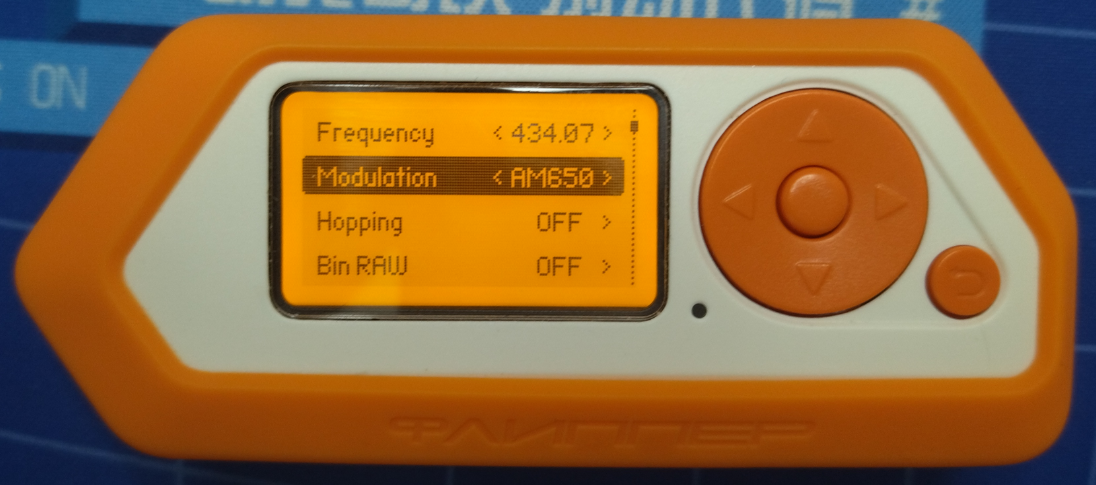 S ON
Frequency < 434.07 >
Modulation < AM650 >
Hopping OFF >
Bin RAW OFF >
ФЛИППЕР